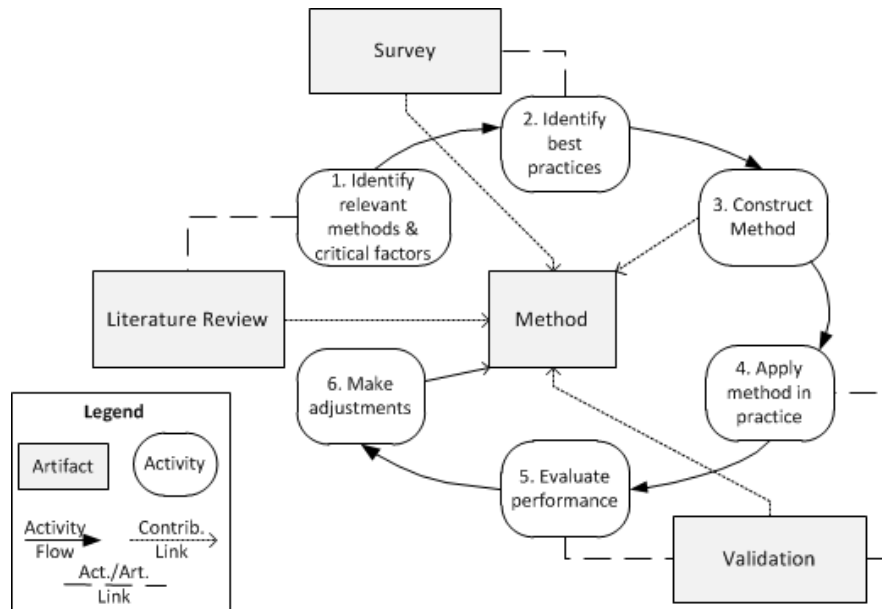 Survey
2. Identify
best
practices
1. Identify
relevant
methods &
critical factors
3. Construct
Method
Literature Review
Method
6. Make
adjustments
4. Apply
method in
practice
5. Evaluate
performance
Validation
Legend
Artifact
Activity
Activity
Flow
Contrib.
Link
Act./Art.
Link